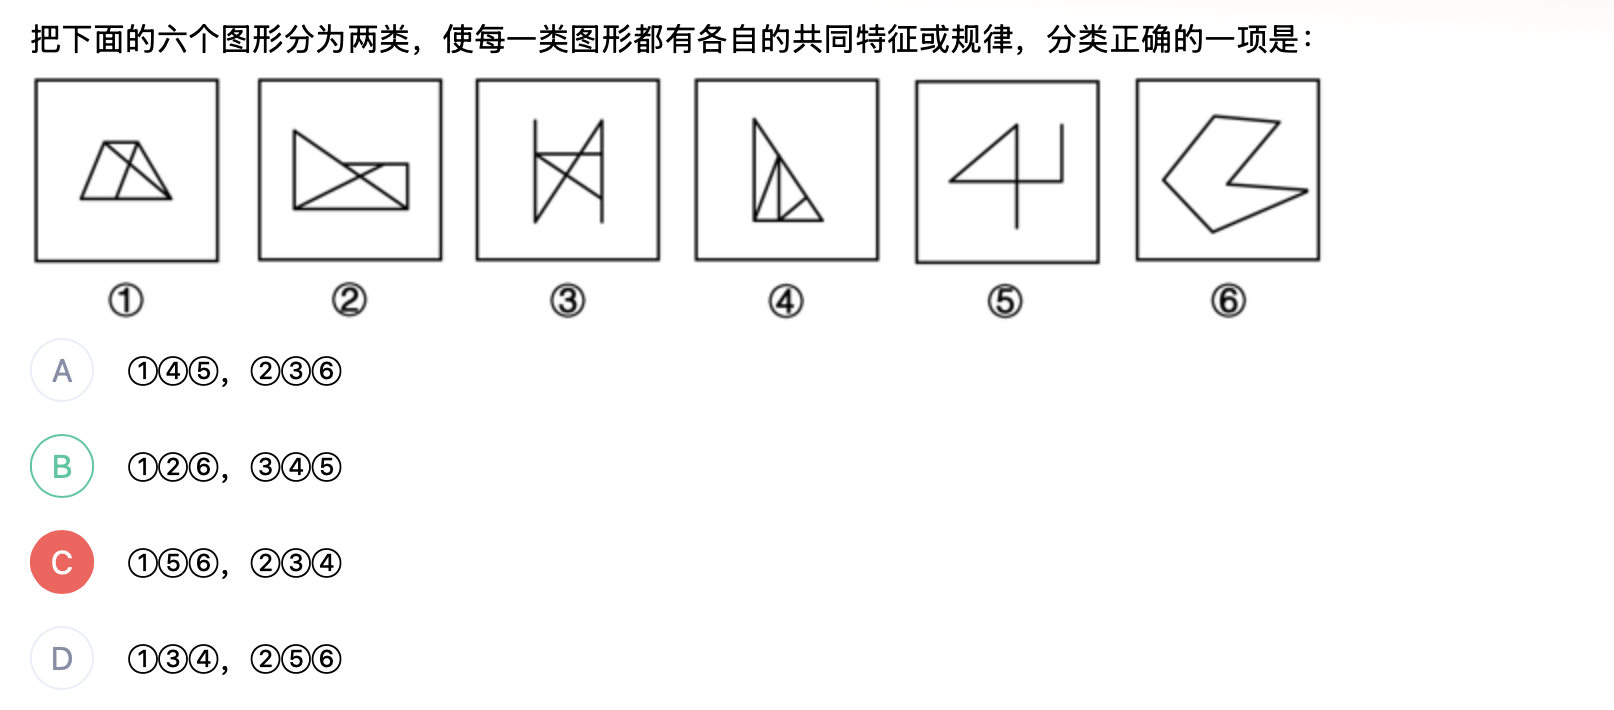 把下面的六个图形分为两类，使每一类图形都有各自的共同特征或规律，分类正确的一项是：
① ② ③ ④ ⑤ ⑥
A ①④⑤，②③⑥
B ①②⑥，③④⑤
C ①⑤⑥，②③④
D ①③④，②⑤⑥